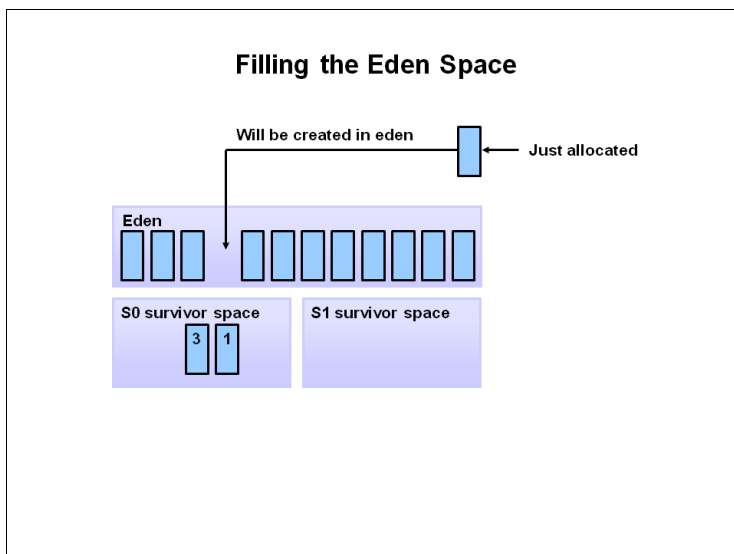 Filling the Eden Space
Will be created in eden
Just allocated
Eden
S0 survivor space
S1 survivor space
3 1